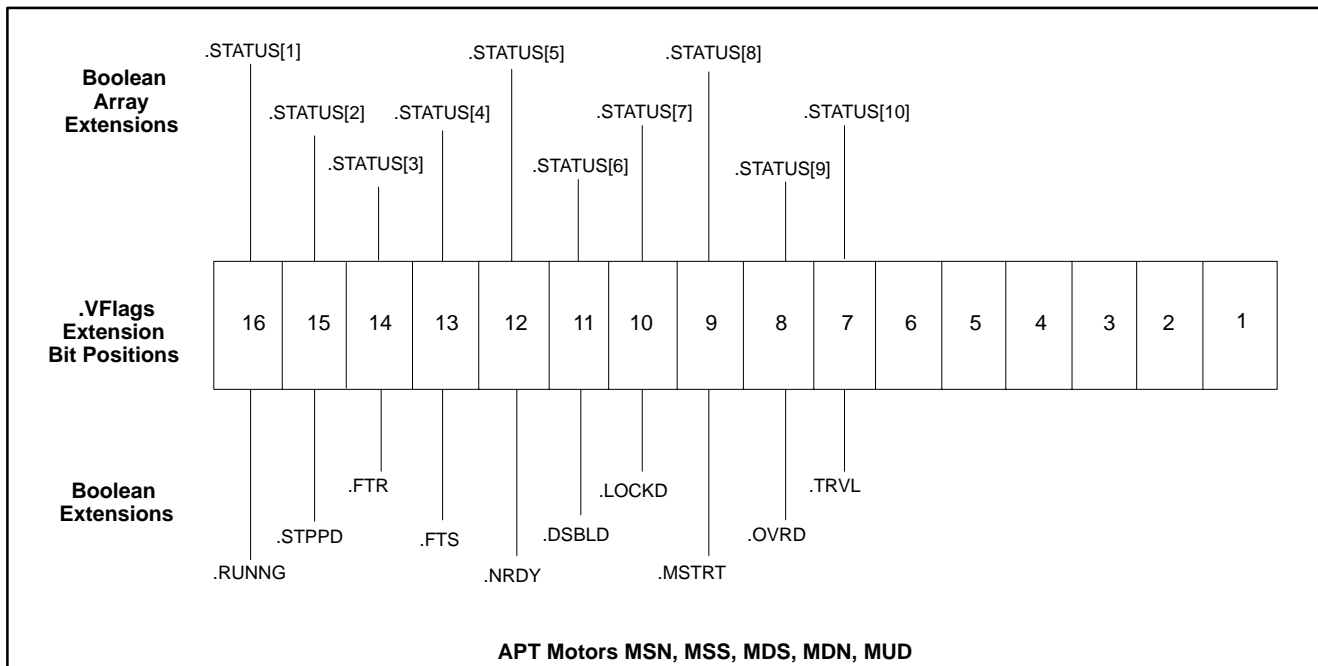 .STATUS[1]
.STATUS[5]
.STATUS[8]
Boolean
Array
Extensions
.STATUS[2]
.STATUS[4]
.STATUS[7]
.STATUS[10]
.STATUS[3]
.STATUS[6]
.STATUS[9]
.VFlags
Extension
Bit Positions
16 15 14 13 12 11 10 9 8 7 6 5 4 3 2 1
Boolean
Extensions
.FTR
.LOCKD
.TRVL
.STPPD
.FTS
.DSBLD
.OVRD
.RUNNG
.NRDY
.MSTRT
APT Motors MSN, MSS, MDS, MDN, MUD